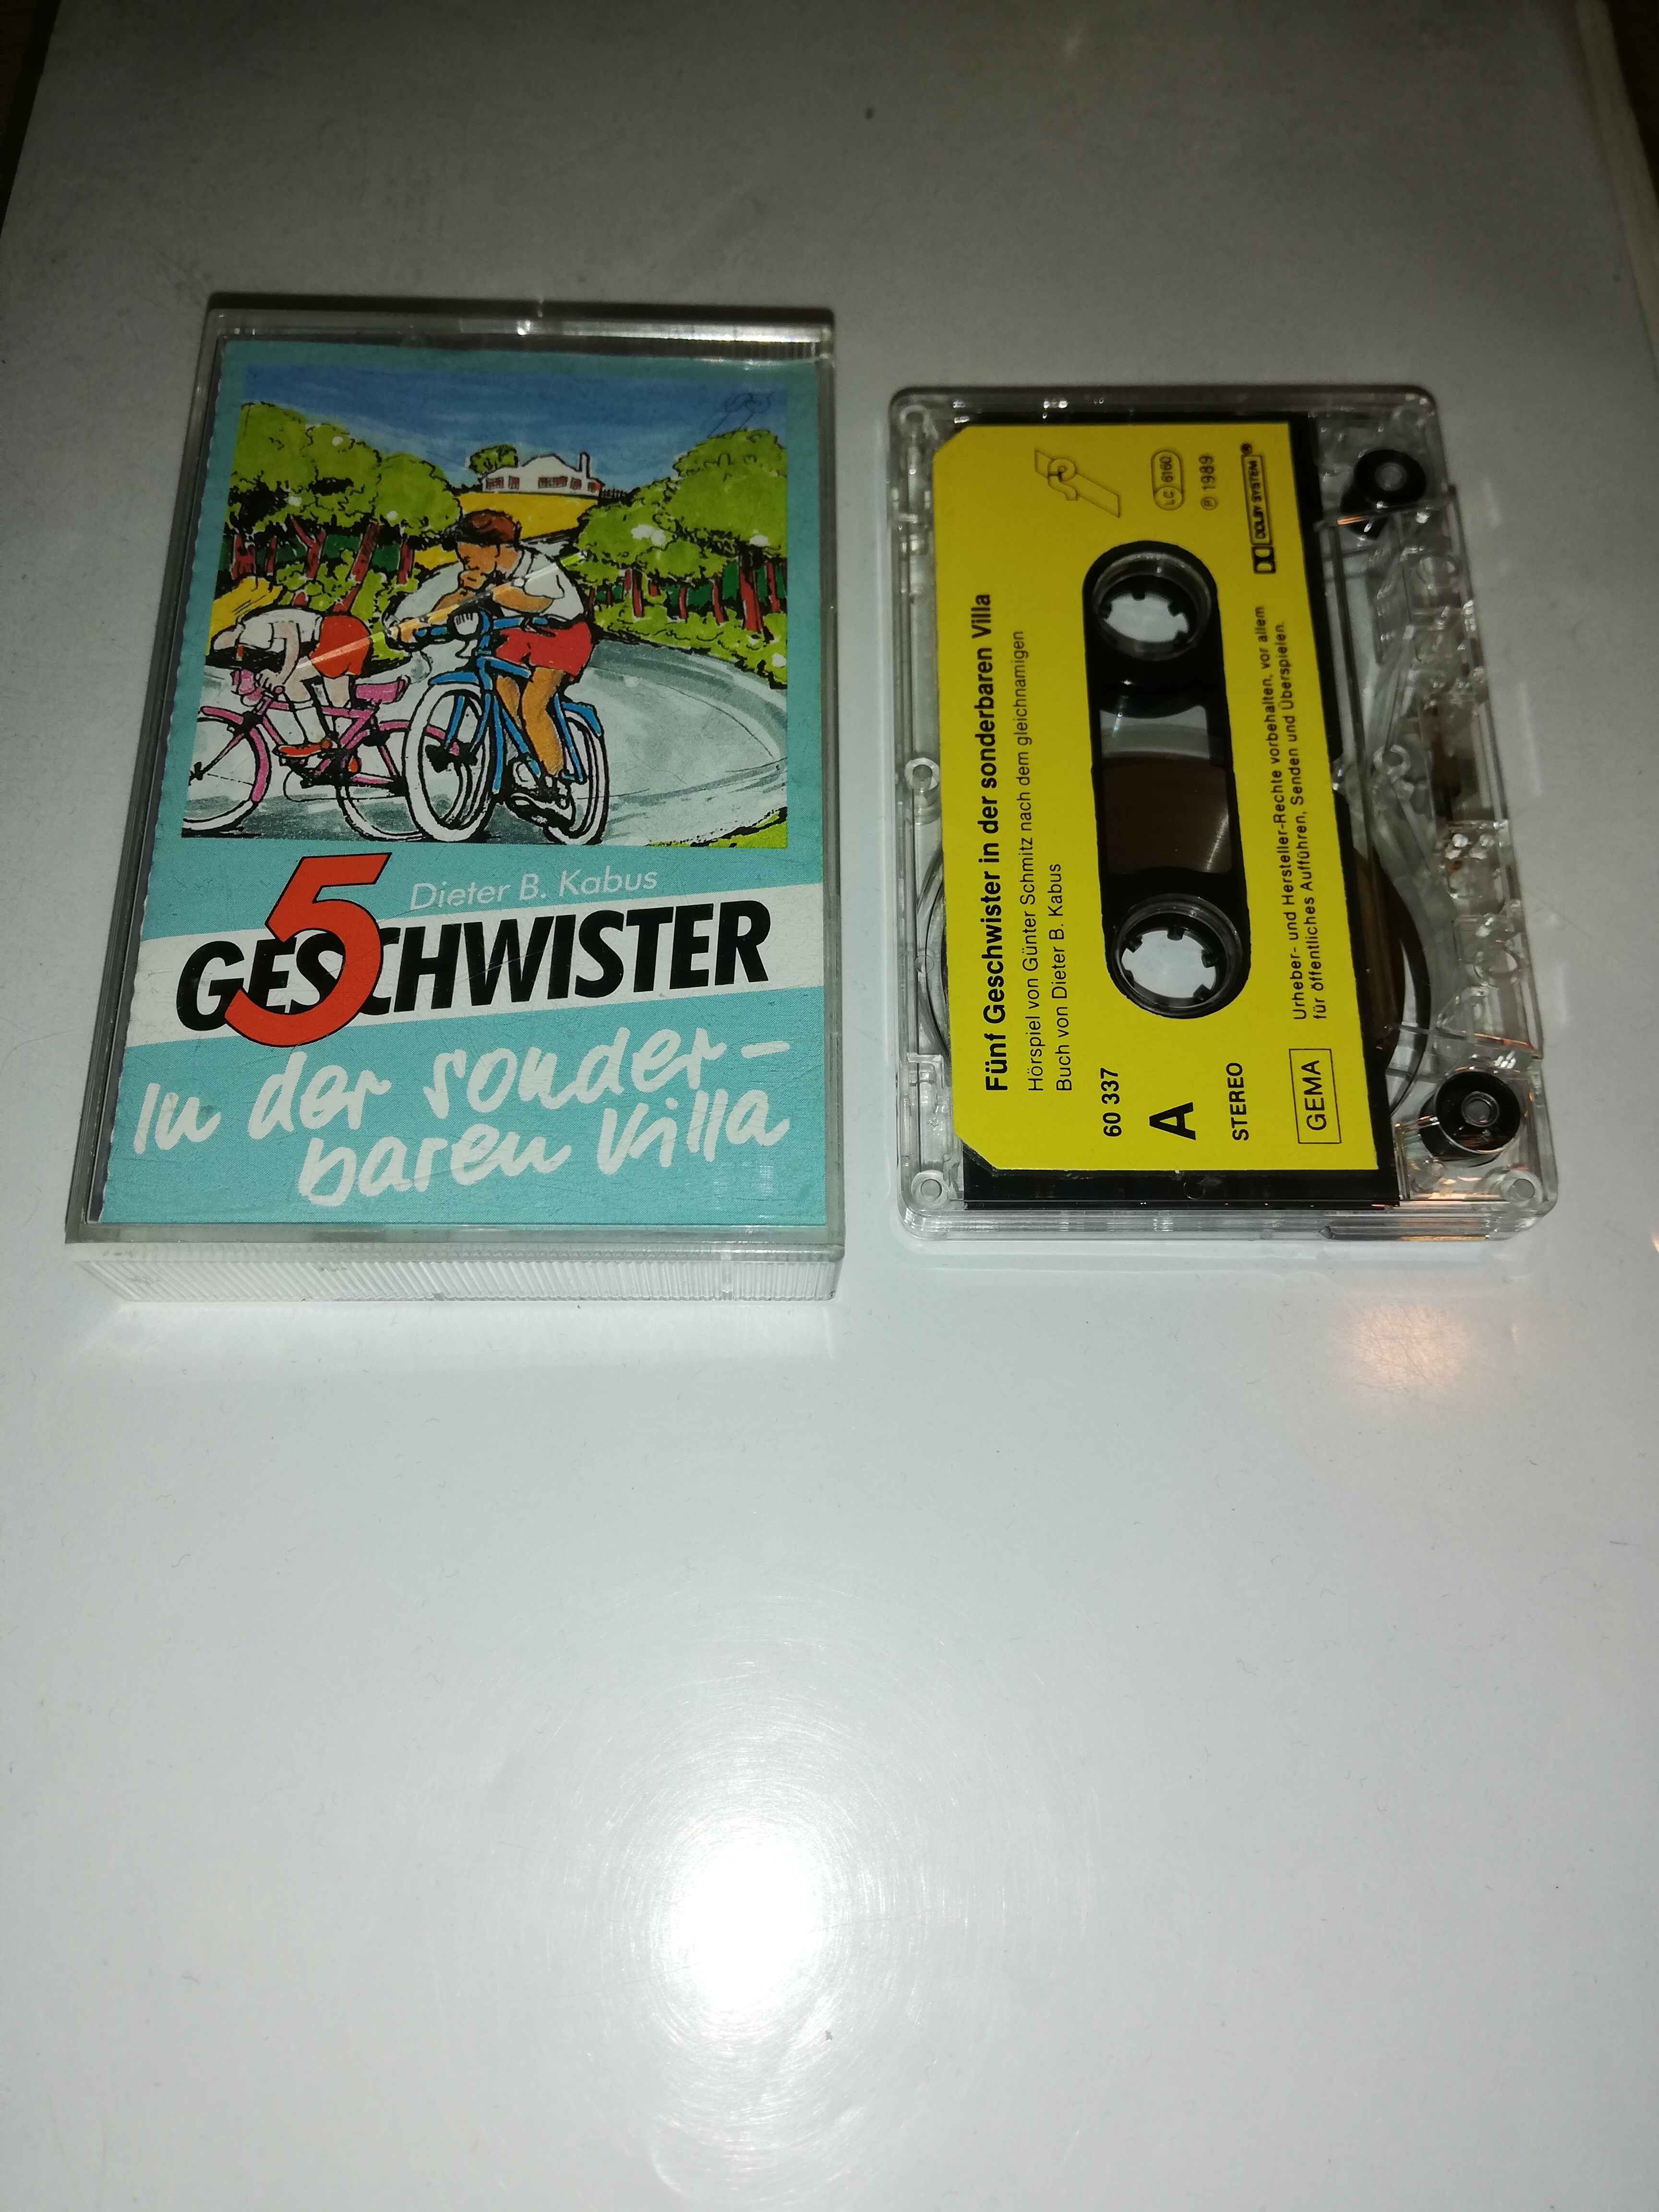 Dieter B. Kabus
5 GESCHWISTER
In der sonder-
baren Villa
Fünf Geschwister in der sonderbaren Villa
Hörspiel von Günter Schmitz nach dem gleichnamigen
Buch von Dieter B. Kabus
60 337
A
STEREO
GEMA
LC 6160
℗ 1989
DOLBY SYSTEM®
Urheber- und Hersteller-Rechte vorbehalten, vor allem
für öffentliches Aufführen, Senden und Überspielen.